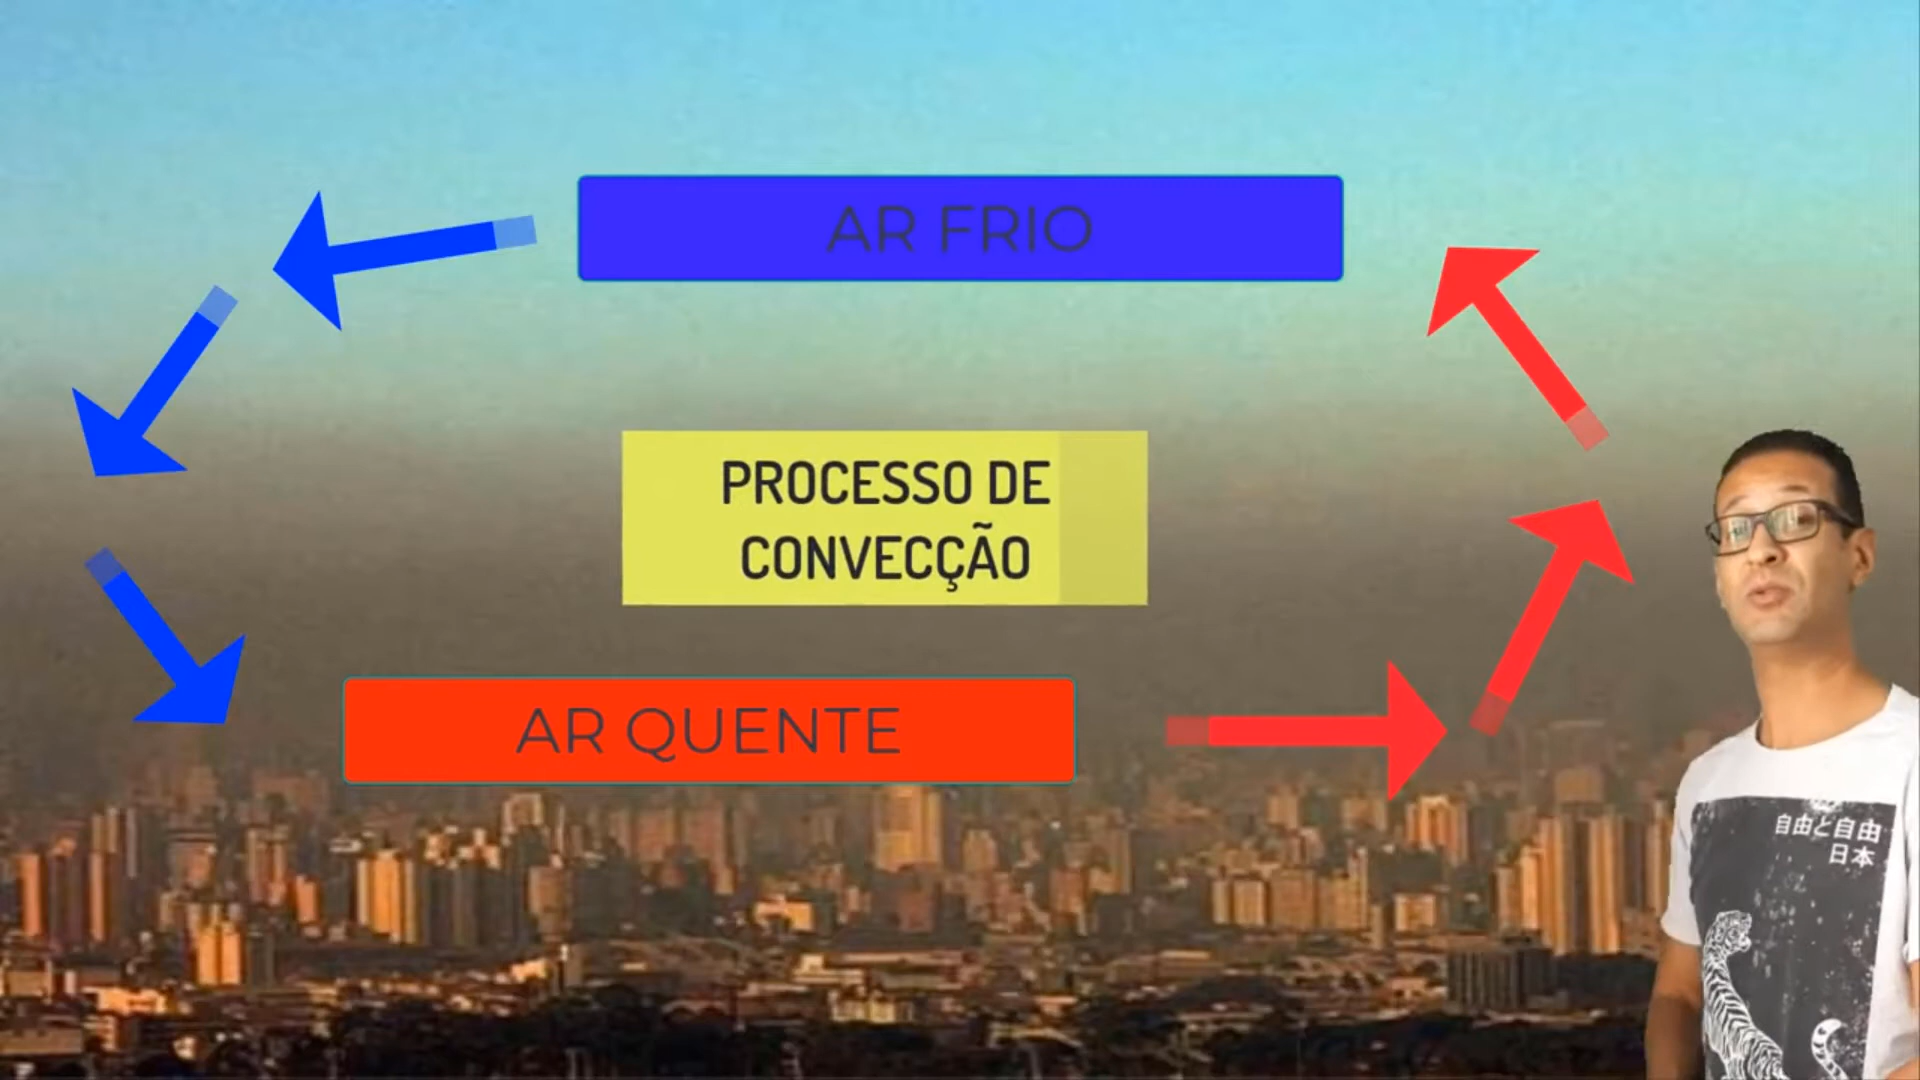 AR FRIO
PROCESSO DE
CONVECÇÃO
AR QUENTE
自由と自由
日本